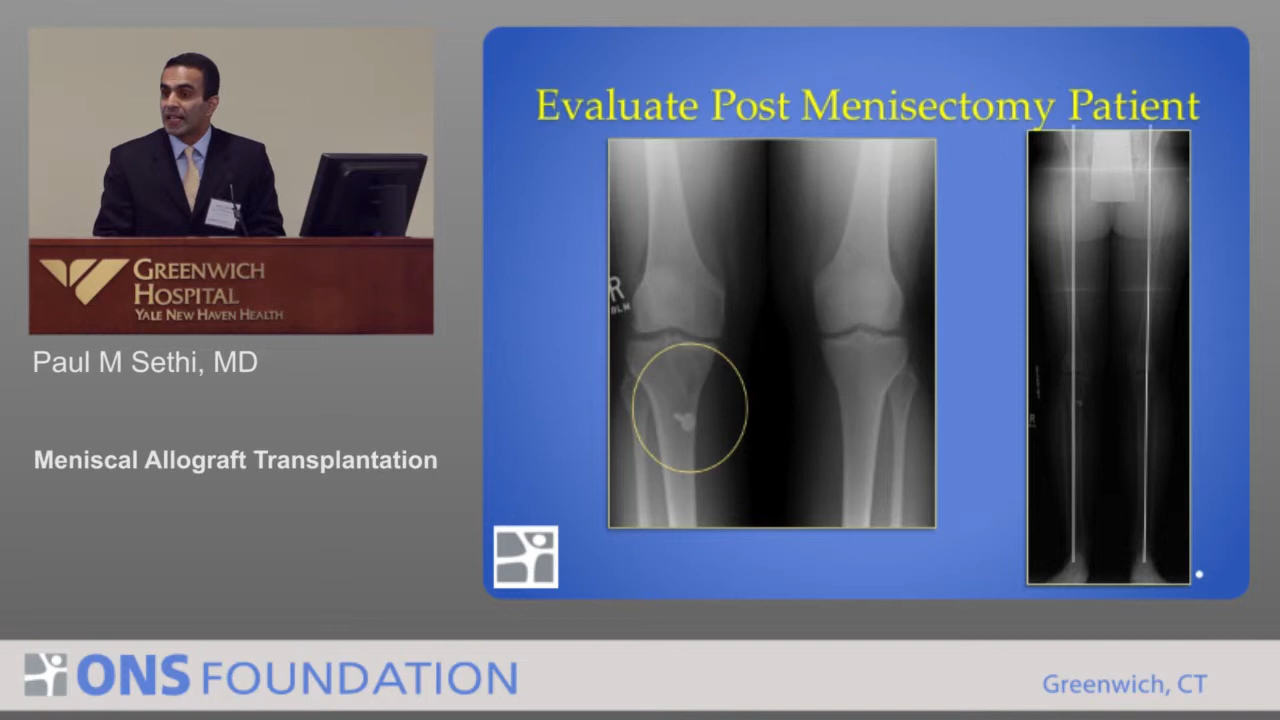 GREENWICH
HOSPITAL
YALE NEW HAVEN HEALTH
Paul M Sethi, MD
Meniscal Allograft Transplantation
Evaluate Post Menisectomy Patient
R
ONS FOUNDATION
Greenwich, CT